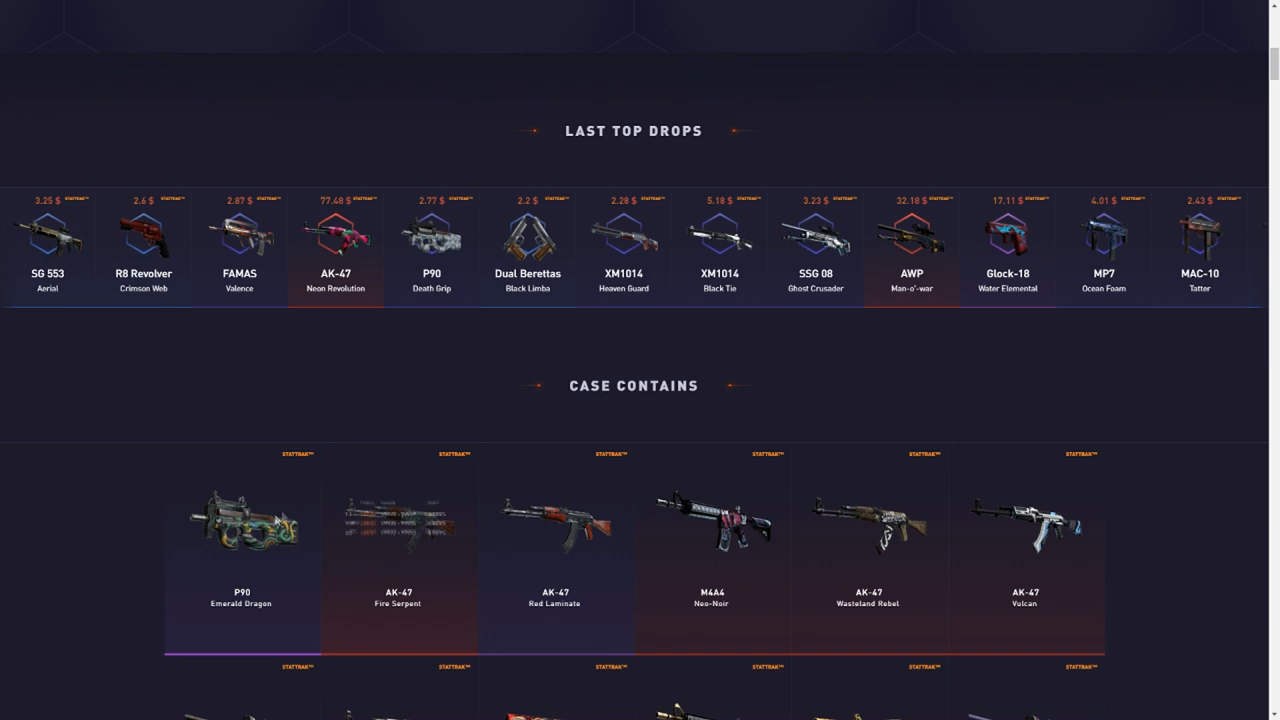 LAST TOP DROPS
3.25 $ STATTRAK™
2.6 $ STATTRAK™
2.87 $ STATTRAK™
77.48 $ STATTRAK™
2.77 $ STATTRAK™
2.2 $ STATTRAK™
2.28 $ STATTRAK™
5.18 $ STATTRAK™
3.23 $ STATTRAK™
32.18 $ STATTRAK™
17.11 $ STATTRAK™
4.01 $ STATTRAK™
2.43 $ STATTRAK™
SG 553
Aerial
R8 Revolver
Crimson Web
FAMAS
Valence
AK-47
Neon Revolution
P90
Death Grip
Dual Berettas
Black Limba
XM1014
Heaven Guard
XM1014
Black Tie
SSG 08
Ghost Crusader
AWP
Man-o'-war
Glock-18
Water Elemental
MP7
Ocean Foam
MAC-10
Tatter
CASE CONTAINS
STATTRAK™
STATTRAK™
STATTRAK™
STATTRAK™
STATTRAK™
STATTRAK™
P90
Emerald Dragon
AK-47
Fire Serpent
AK-47
Red Laminate
M4A4
Neo-Noir
AK-47
Wasteland Rebel
AK-47
Vulcan
STATTRAK™
STATTRAK™
STATTRAK™
STATTRAK™
STATTRAK™
STATTRAK™